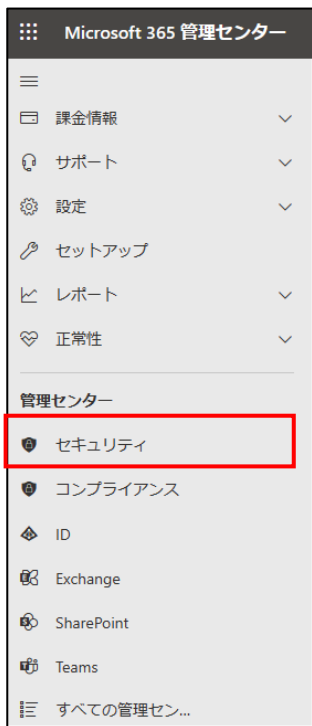 Microsoft 365 管理センター
課金情報
サポート
設定
セットアップ
レポート
正常性
管理センター
セキュリティ
コンプライアンス
ID
Exchange
SharePoint
Teams
すべての管理セン...